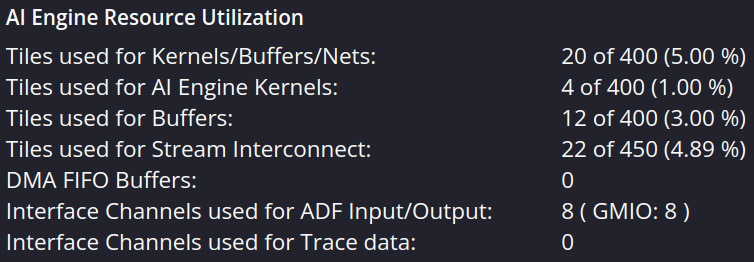 AI Engine Resource Utilization
Tiles used for Kernels/Buffers/Nets: 20 of 400 (5.00 %)
Tiles used for AI Engine Kernels: 4 of 400 (1.00 %)
Tiles used for Buffers: 12 of 400 (3.00 %)
Tiles used for Stream Interconnect: 22 of 450 (4.89 %)
DMA FIFO Buffers: 0
Interface Channels used for ADF Input/Output: 8 ( GMIO: 8 )
Interface Channels used for Trace data: 0